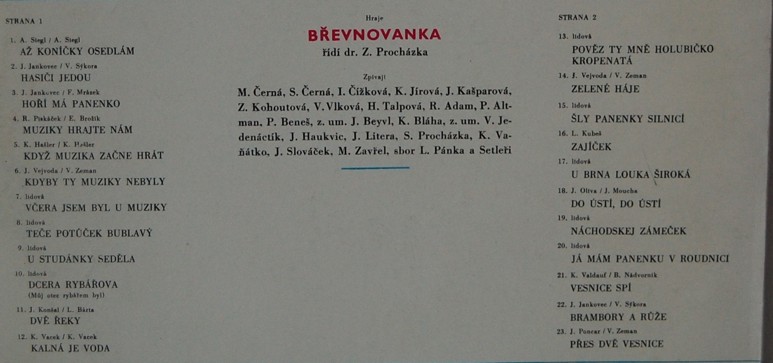 STRANA 1
1. A. Siegl / A. Siegl
AŽ KONÍČKY OSEDLÁM
2. J. Jankovec / V. Sýkora
HASIČI JEDOU
3. J. Jankovec / F. Mrázek
HOŘÍ MÁ PANENKO
4. R. Piskáček / E. Brožík
MUZIKY HRAJTE NÁM
5. K. Hašler / K. Hašler
KDYŽ MUZIKA ZAČNE HRÁT
6. J. Vejvoda / V. Zeman
KDYBY TY MUZIKY NEBYLY
7. lidová
VČERA JSEM BYL U MUZIKY
8. lidová
TEČE POTŮČEK BUBLAVÝ
9. lidová
U STUDÁNKY SEDĚLA
10. lidová
DCERA RYBÁŘOVA
(Můj otec rybářem byl)
11. J. Končal / L. Bárta
DVĚ ŘEKY
12. K. Vacek / K. Vacek
KALNÁ JE VODA
Hraje
BŘEVNOVANKA
řídí dr. Z. Procházka
Zpívají
M. Černá, S. Černá, I. Čížková, K. Jírová, J. Kašparová,
Z. Kohoutová, V. Vlková, H. Talpová, R. Adam, P. Alt-
man, P. Beneš, z. um. J. Beyvl, K. Bláha, z. um. V. Je-
denáctík, J. Haukvic, J. Litera, S. Procházka, K. Va-
ňátko, J. Slováček, M. Zavřel, sbor L. Pánka a Setleři
STRANA 2
13. lidová
POVĚZ TY MNĚ HOLUBIČKO
KROPENATÁ
14. J. Vejvoda / V. Zeman
ZELENÉ HÁJE
15. lidová
ŠLY PANENKY SILNICÍ
16. L. Kubeš
ZAJÍČEK
17. lidová
U BRNA LOUKA ŠIROKÁ
18. J. Oliva / J. Moucha
DO ÚSTÍ, DO ÚSTÍ
19. lidová
NÁCHODSKEJ ZÁMEČEK
20. lidová
JÁ MÁM PANENKU V ROUDNICI
21. K. Valdauf / B. Nádvorník
VESNICE SPÍ
22. J. Jankovec / V. Sýkora
BRAMBORY A RŮŽE
23. J. Poncar / V. Zeman
PŘES DVĚ VESNICE